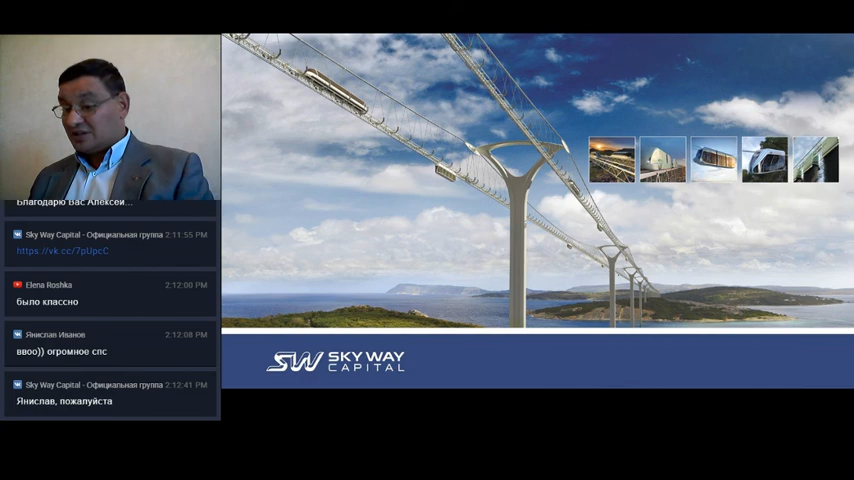 Благодарю Вас Алексей...
Sky Way Capital - Официальная группа 2:11:55 PM
https://vk.cc/7pUpcC
Elena Roshka 2:12:00 PM
было классно
Янислав Иванов 2:12:08 PM
ввоо)) огромное спс
Sky Way Capital - Официальная группа 2:12:41 PM
Янислав, пожалуйста
SW SKY WAY
CAPITAL